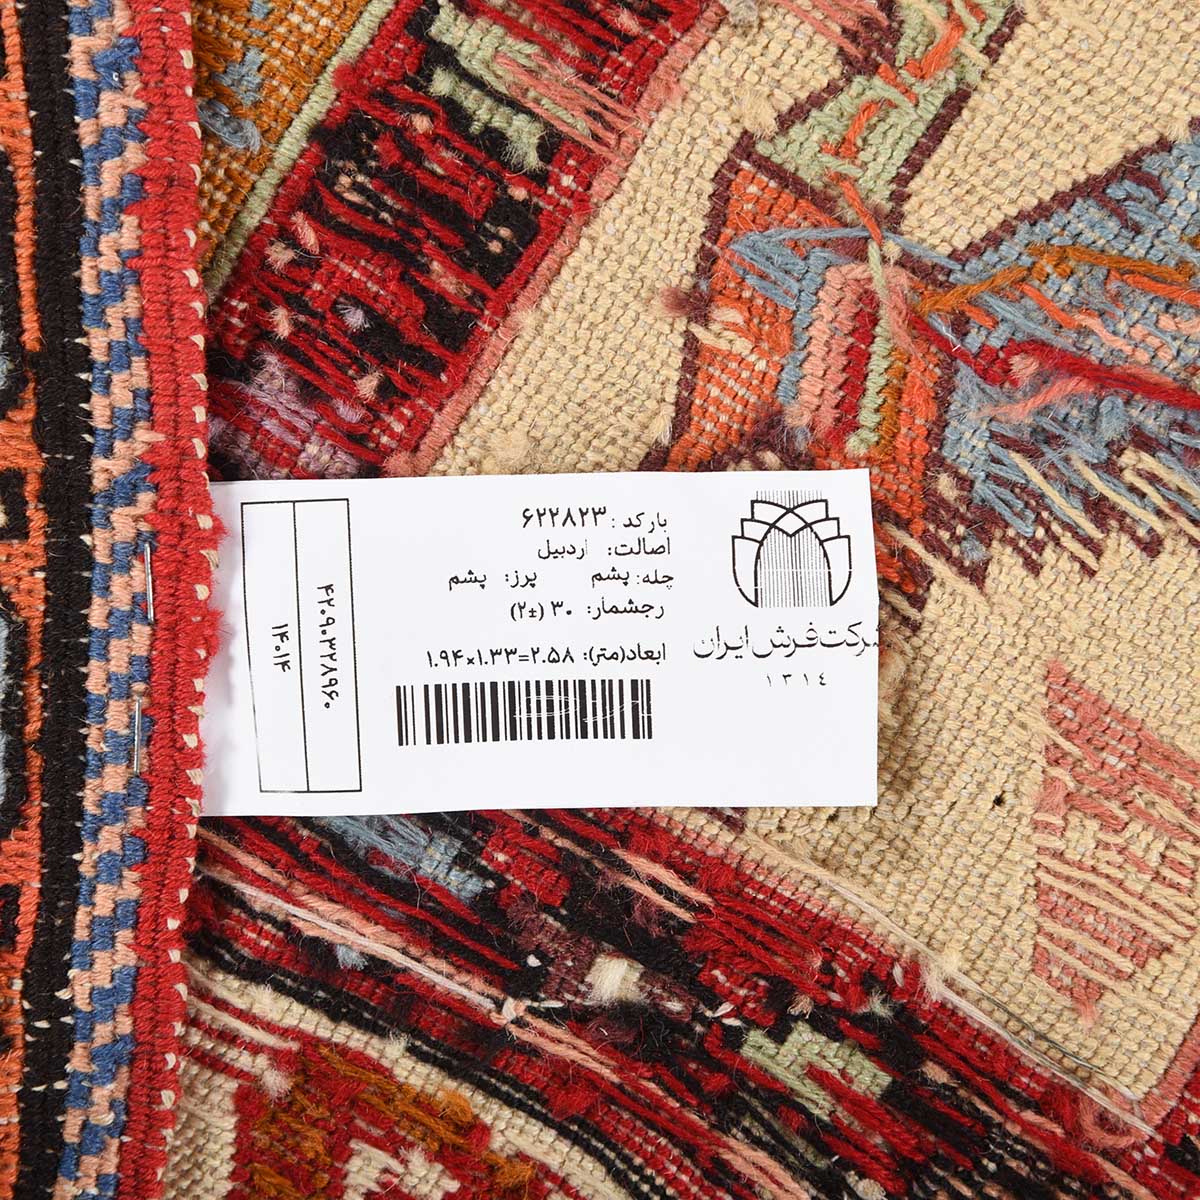 بارکد: ۶۲۲۸۲۳
اصالت: اردبیل
چله: پشم پرز: پشم
رجشمار: ۳۰ (±۲)
ابعاد(متر): ۱.۹۴×۱.۳۳=۲.۵۸
شرکت فرش ایران
۱۳۱۴
۴۲۰۹۰۳۲۸۹۶۰
۱۴۰۱۴